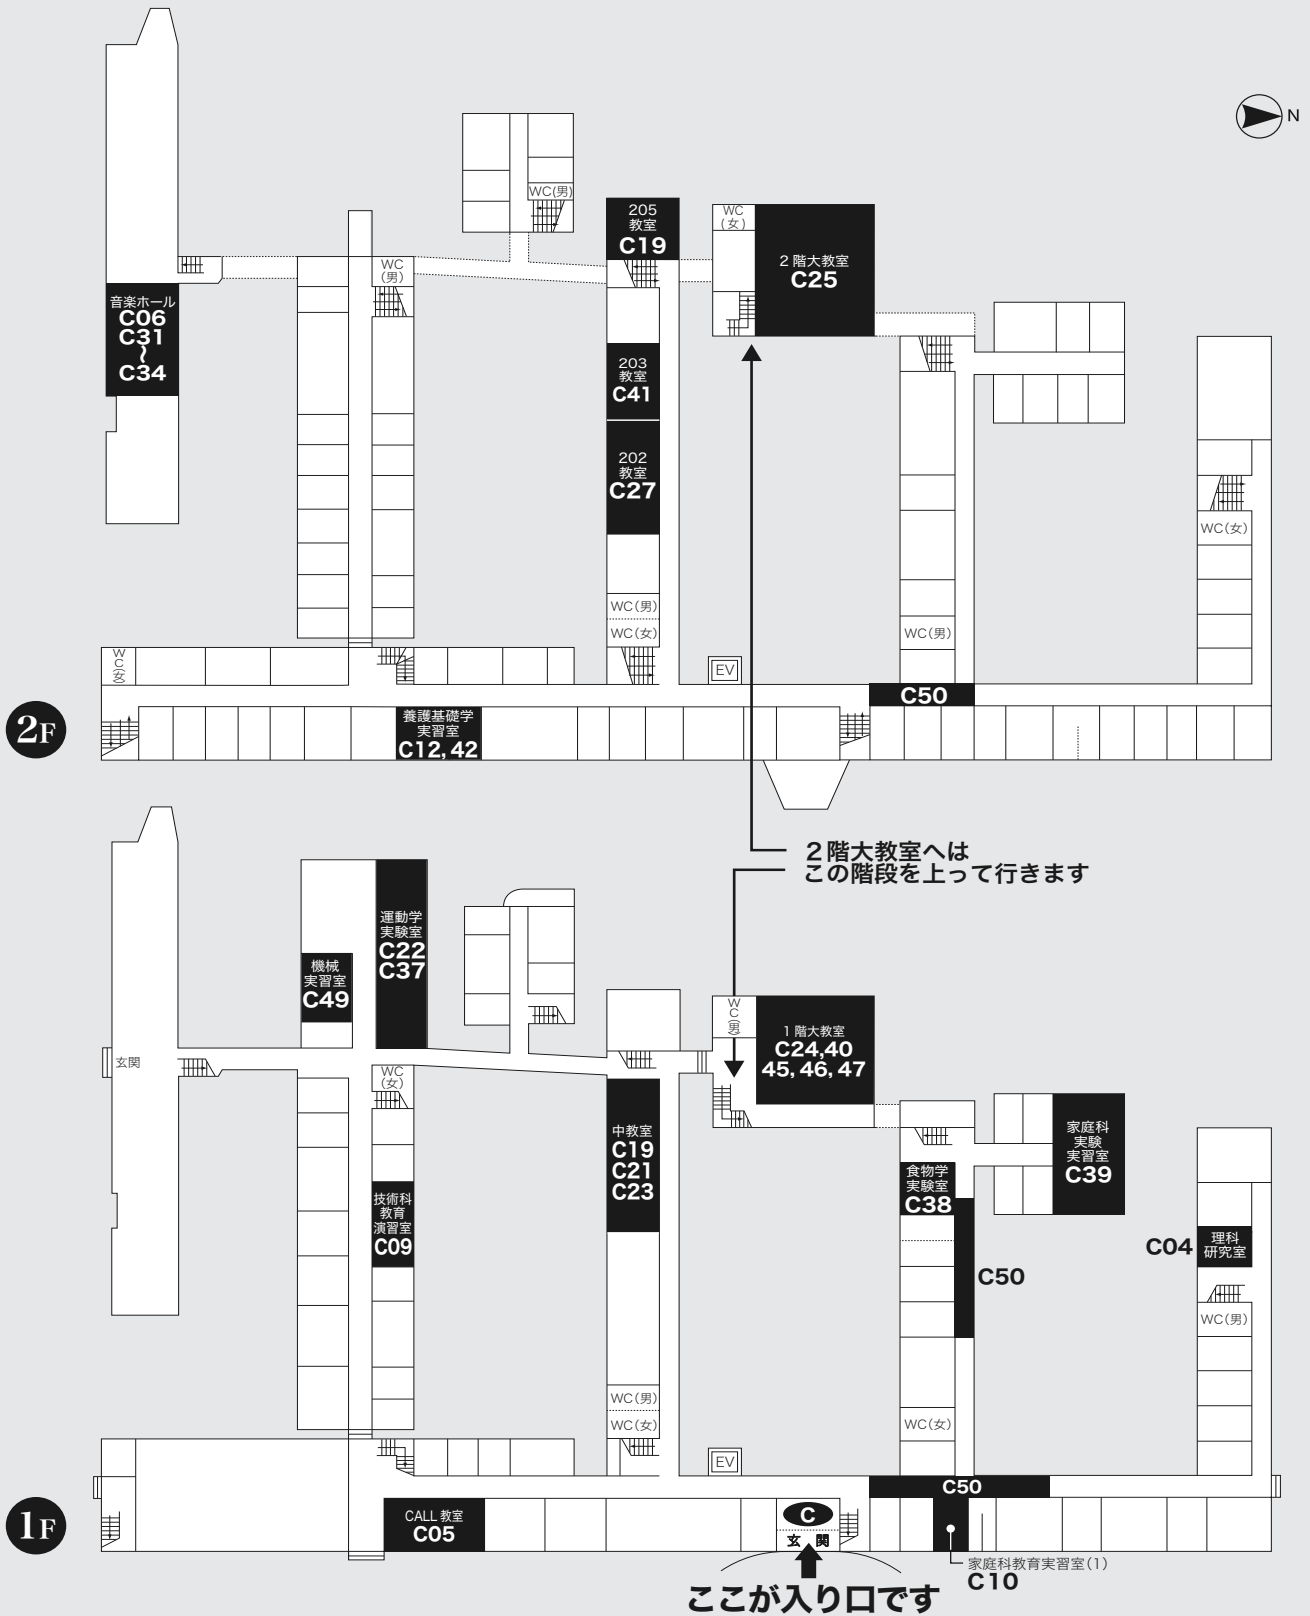 N
WC(男)
205
教室
C19
WC
(女)
2階大教室
C25
WC
(男)
音楽ホール
C06
C31
〜
C34
203
教室
C41
202
教室
C27
WC(女)
WC(男)
WC(女)
WC(男)
WC(女)
EV
C50
2F
養護基礎学
実習室
C12, 42
2階大教室へは
この階段を上って行きます
運動学
実験室
C22
C37
機械
実習室
C49
WC(男)
1階大教室
C24,40
45, 46, 47
玄関
WC
(女)
中教室
C19
C21
C23
家庭科
実験
実習室
C39
食物学
実験室
C38
技術科
教育
演習室
C09
C04
理科
研究室
C50
WC(男)
WC(男)
WC(女)
WC(女)
EV
C50
1F
CALL 教室
C05
C
玄関
家庭科教育実習室(1)
C10
ここが入り口です